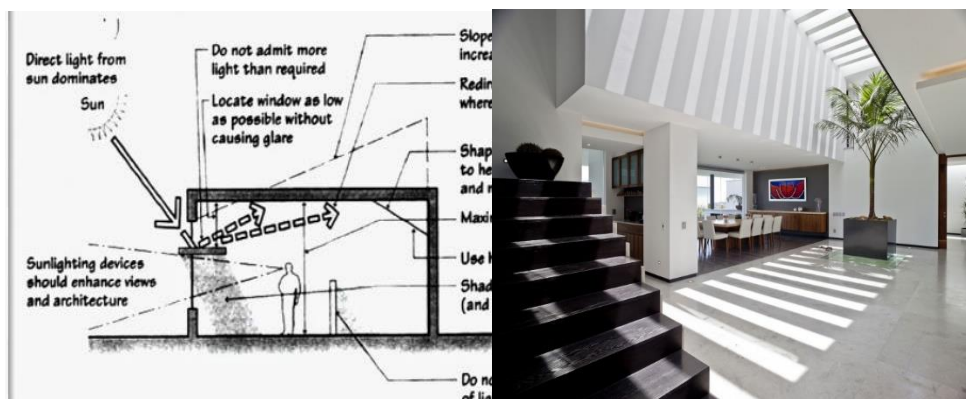 Direct light from
sun dominates
Sun
Do not admit more
light than required
Locate window as low
as possible without
causing glare
Sunlighting devices
should enhance views
and architecture
Slope
increa
Redir
where
Shap
to he
and r
Maxi
Use h
Shad
(and
Do no
of lig